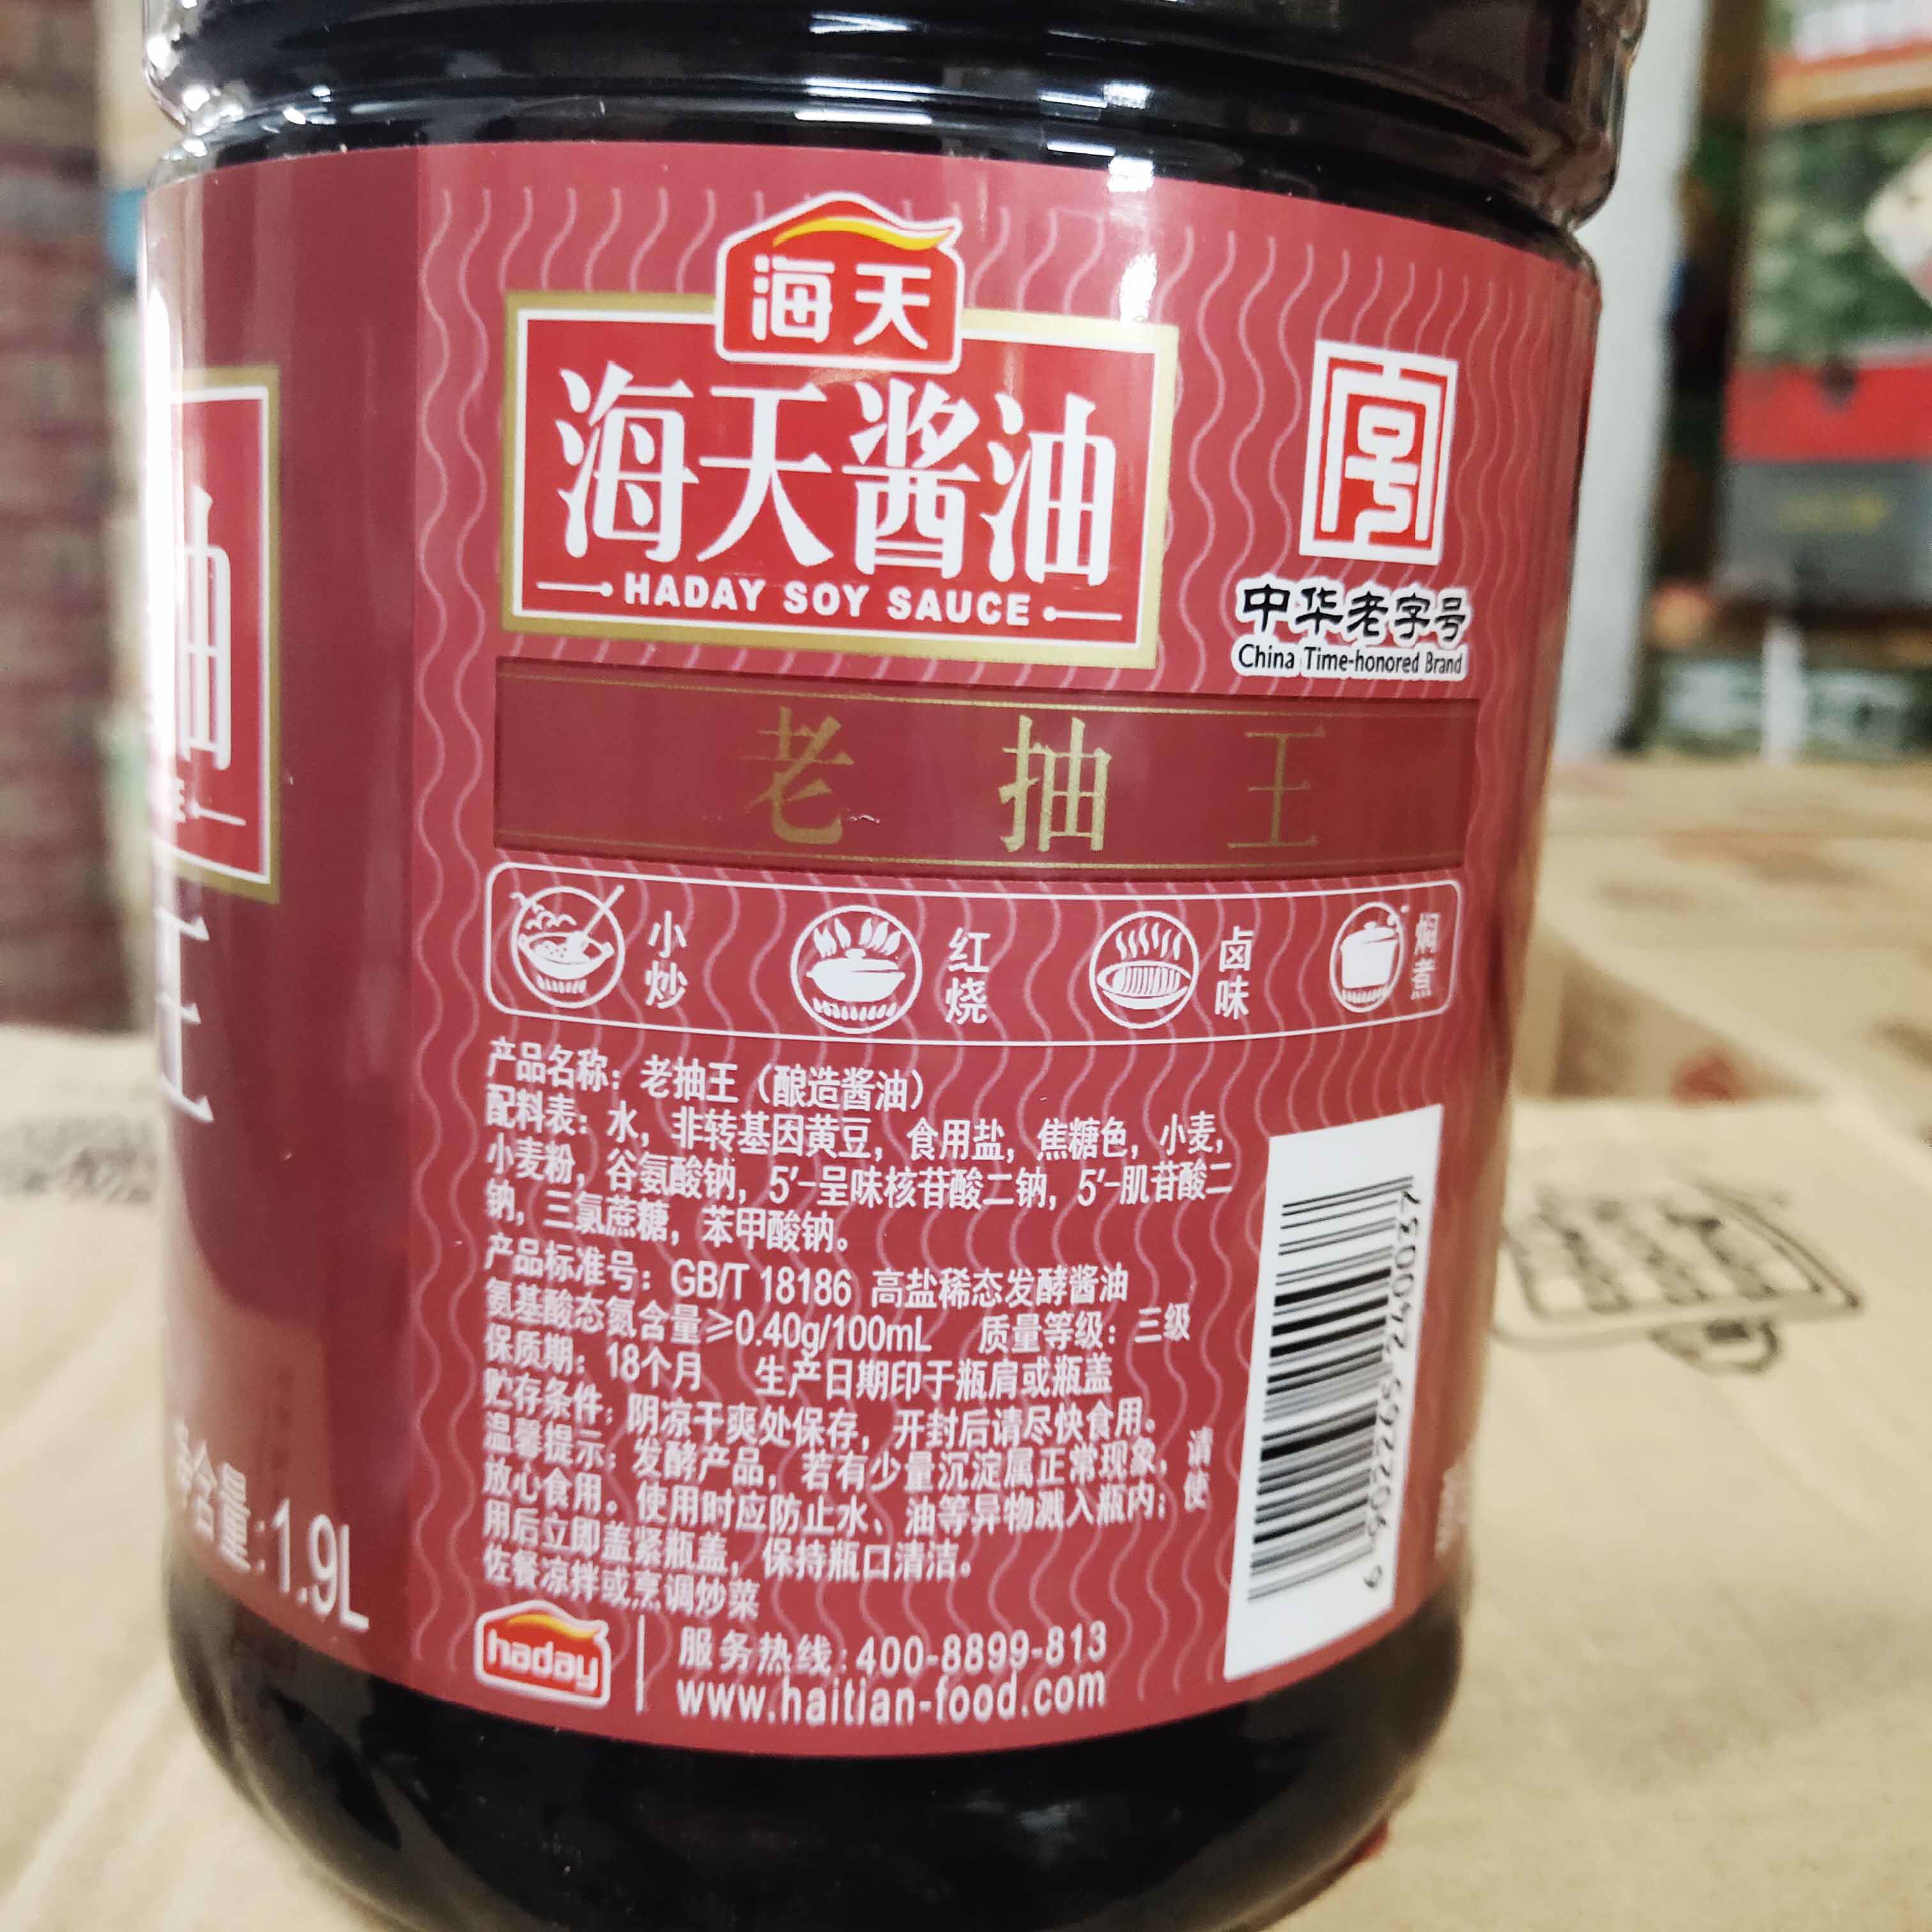 海天
海天酱油
HADAY SOY SAUCE
中华老字号
China Time-honored Brand
老抽王
小炒
红烧
卤味
焖煮
产品名称：老抽王（酿造酱油）
配料表：水，非转基因黄豆，食用盐，焦糖色，小麦，
小麦粉，谷氨酸钠，5′-呈味核苷酸二钠，5′-肌苷酸二
钠，三氯蔗糖，苯甲酸钠。
产品标准号：GB/T 18186 高盐稀态发酵酱油
氨基酸态氮含量≥0.40g/100mL 质量等级：三级
保质期：18个月 生产日期印于瓶肩或瓶盖
贮存条件：阴凉干爽处保存，开封后请尽快食用。
温馨提示：发酵产品，若有少量沉淀属正常现象，请
放心食用。使用时应防止水、油等异物溅入瓶内；使
用后立即盖紧瓶盖，保持瓶口清洁。
佐餐凉拌或烹调炒菜
haday
服务热线：400-8899-813
www.haitian-food.com
6 902265 240037
油
王
含量：1.9L